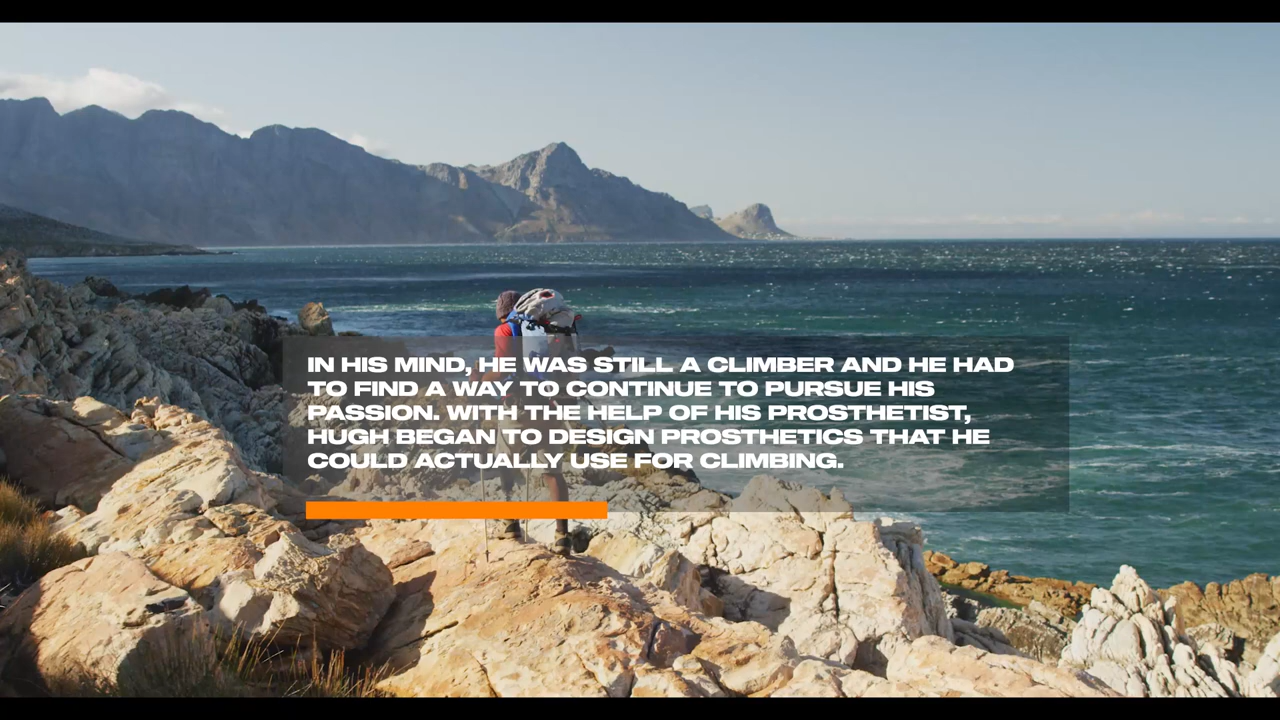 IN HIS MIND, HE WAS STILL A CLIMBER AND HE HAD
TO FIND A WAY TO CONTINUE TO PURSUE HIS
PASSION. WITH THE HELP OF HIS PROSTHETIST,
HUGH BEGAN TO DESIGN PROSTHETICS THAT HE
COULD ACTUALLY USE FOR CLIMBING.